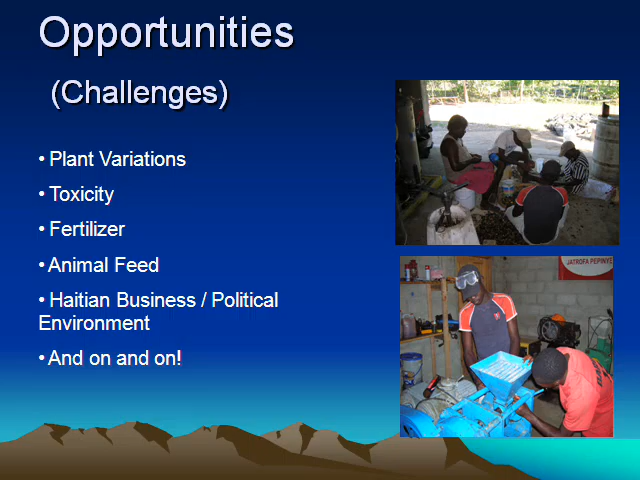 Opportunities
(Challenges)
• Plant Variations
• Toxicity
• Fertilizer
• Animal Feed
• Haitian Business / Political
Environment
• And on and on!
JATROFA PEPINYE